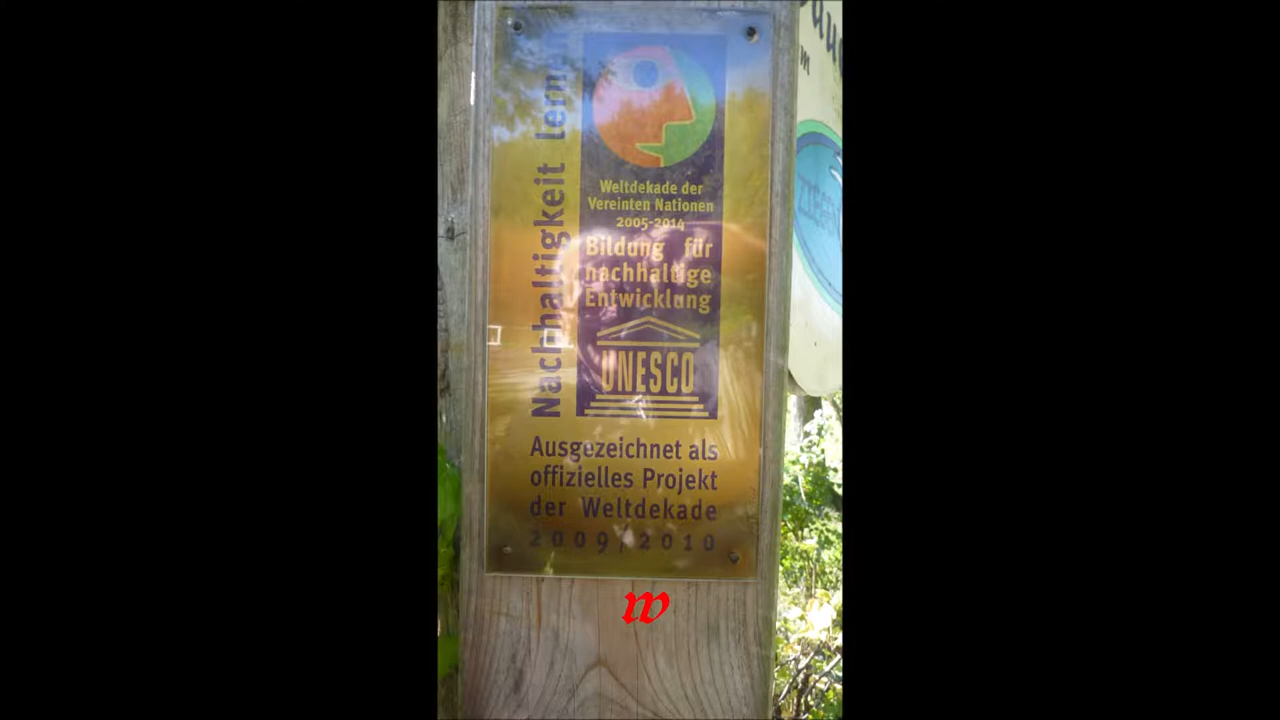 Nachhaltigkeit lernen
Weltdekade der
Vereinten Nationen
2005-2014
Bildung für
nachhaltige
Entwicklung
UNESCO
Ausgezeichnet als
offizielles Projekt
der Weltdekade
2009/2010
w